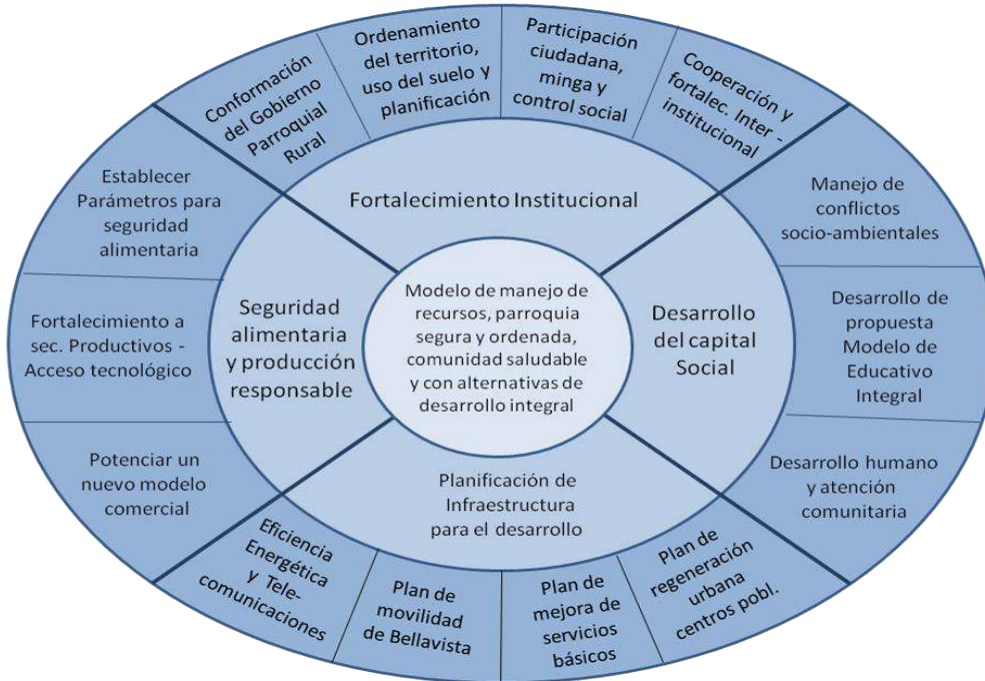 Conformación
del Gobierno
Parroquial
Rural
Ordenamiento
del territorio,
uso del suelo y
planificación
Participación
ciudadana,
minga y
control social
Cooperación y
fortalec. Inter -
institucional
Establecer
Parámetros para
seguridad
alimentaria
Fortalecimiento Institucional
Manejo de
conflictos
socio-ambientales
Fortalecimiento a
sec. Productivos -
Acceso tecnológico
Seguridad
alimentaria
y producción
responsable
Modelo de manejo de
recursos, parroquia
segura y ordenada,
comunidad saludable
y con alternativas de
desarrollo integral
Desarrollo
del capital
Social
Desarrollo de
propuesta
Modelo de
Educativo
Integral
Potenciar un
nuevo modelo
comercial
Planificación de
Infraestructura
para el desarrollo
Desarrollo humano
y atención
comunitaria
Eficiencia
Energética
y Tele-
comunicaciones
Plan de
movilidad
de Bellavista
Plan de
mejora de
servicios
básicos
Plan de
regeneración
urbana
centros pobl.